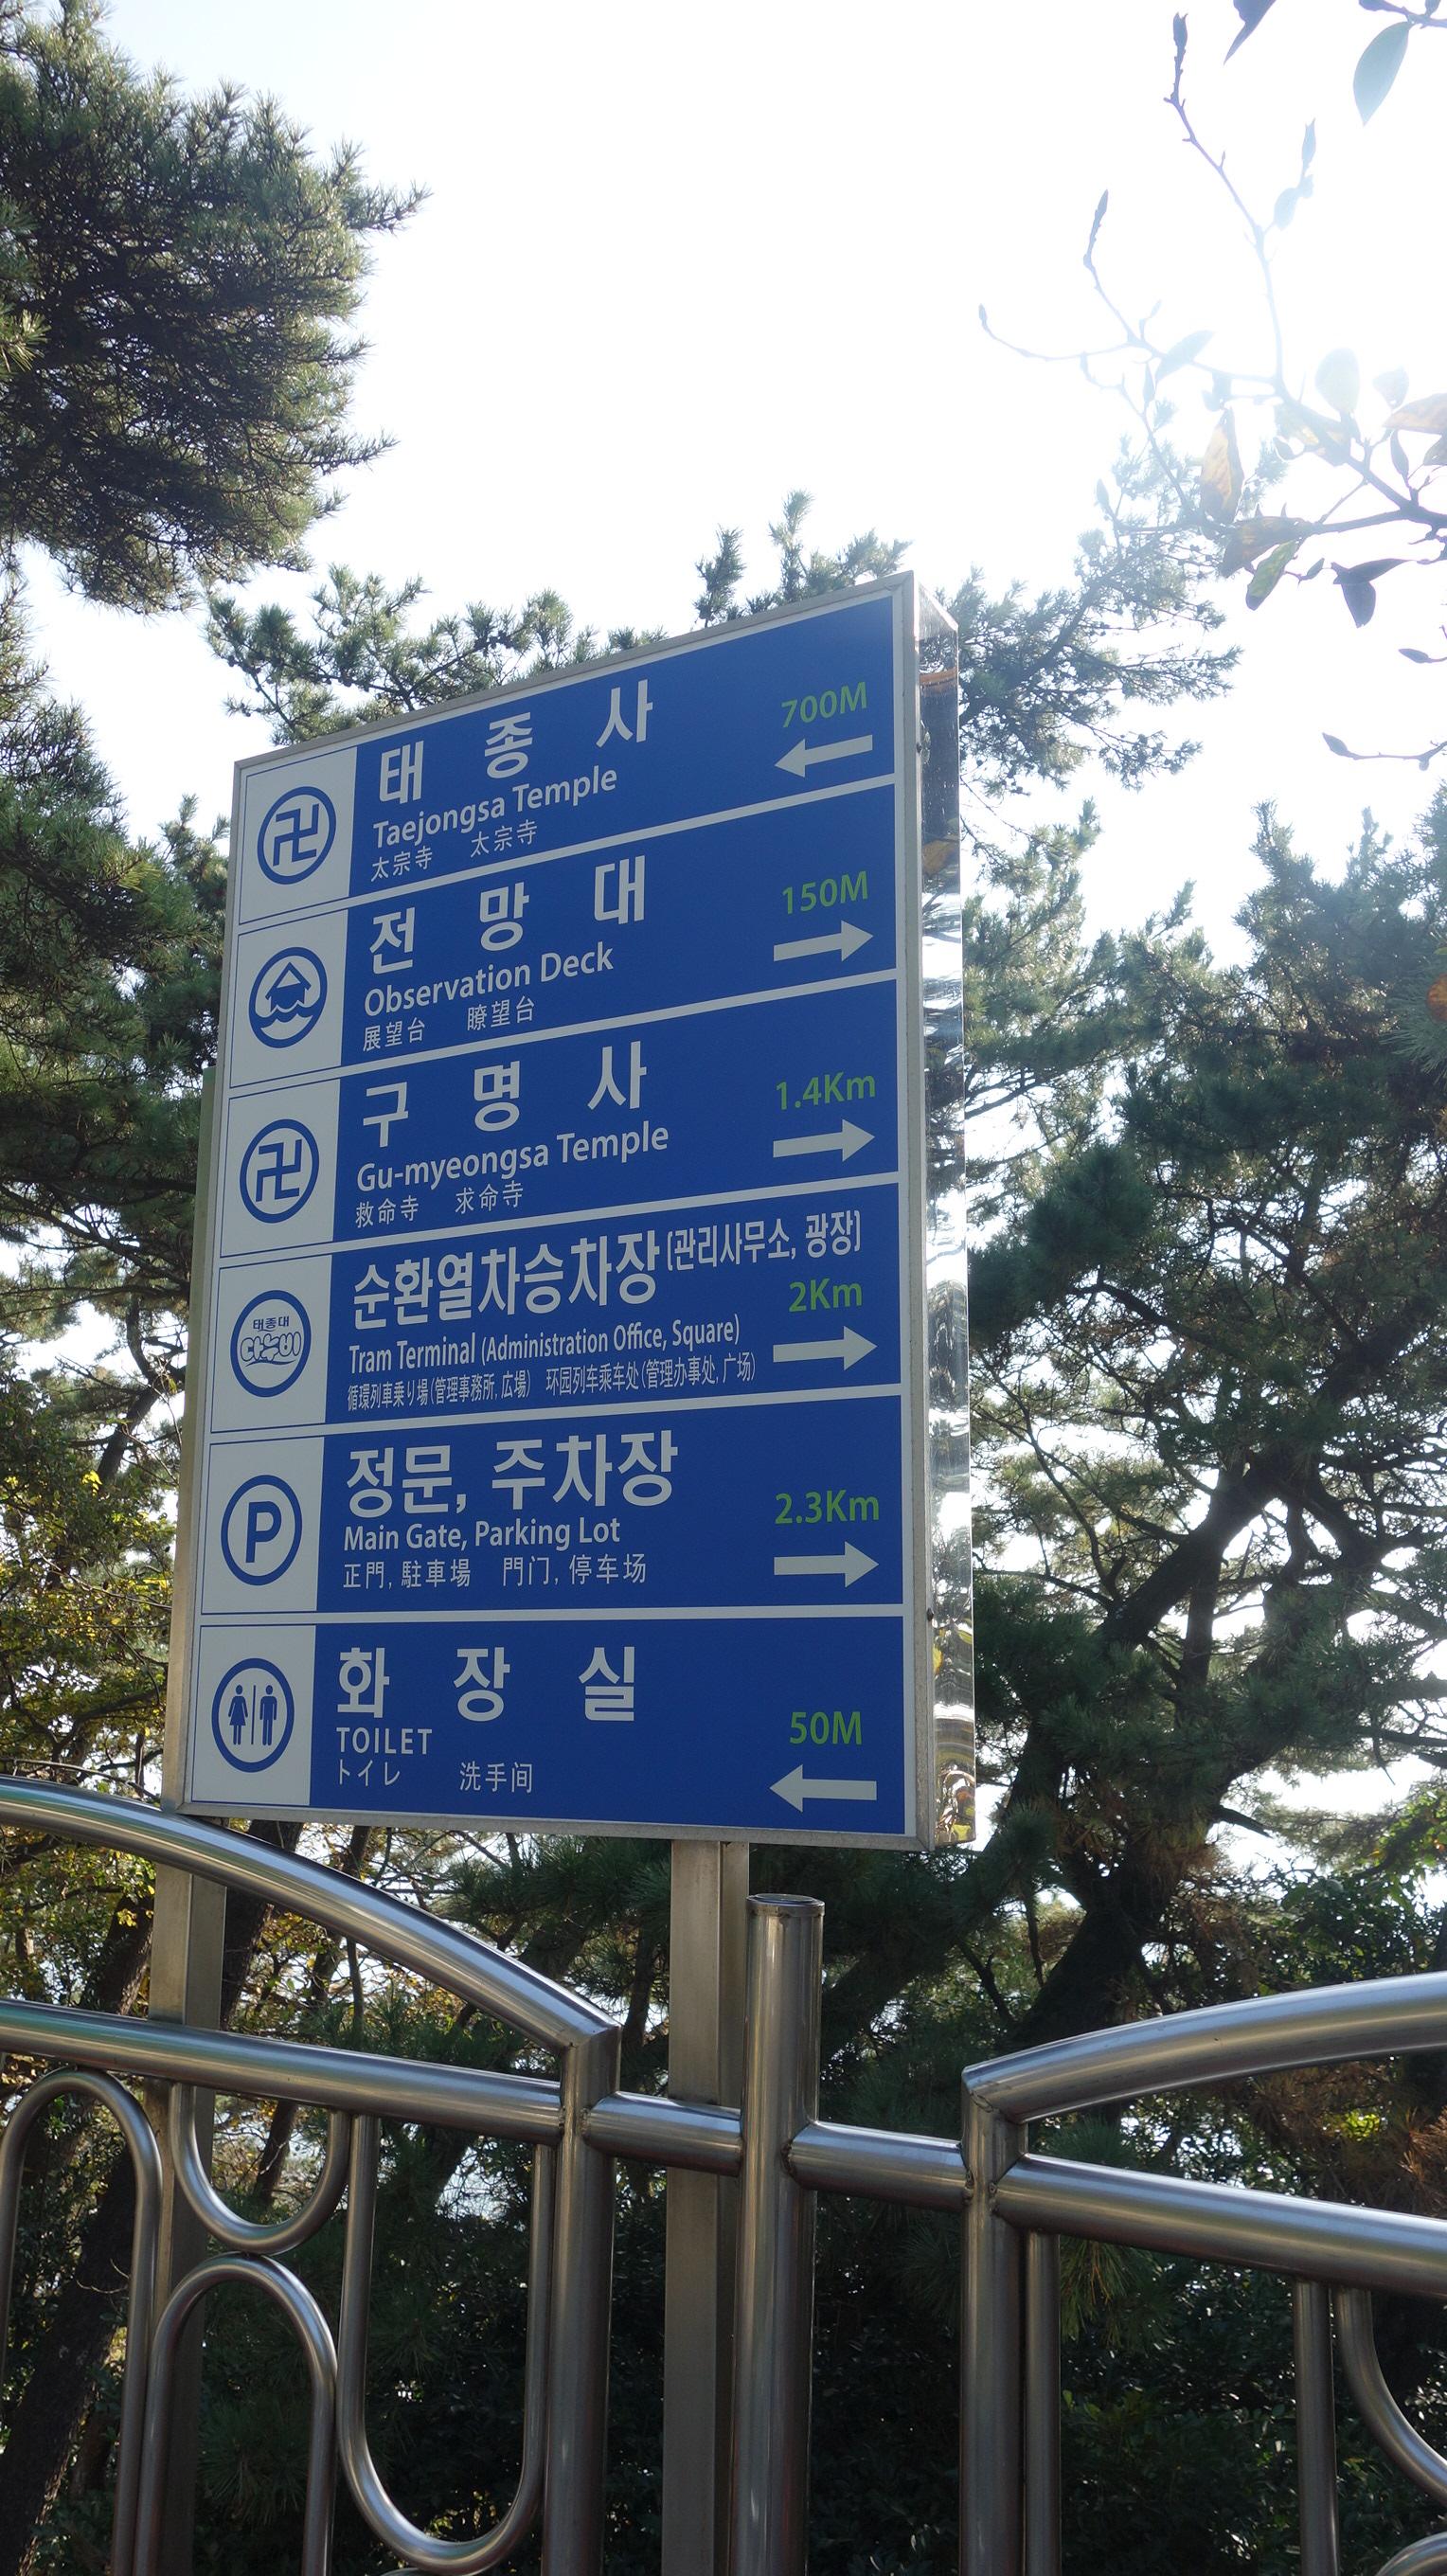 태종사
700M
Taejongsa Temple
太宗寺 太宗寺
전망대
150M
Observation Deck
展望台 瞭望台
구명사
1.4Km
Gu-myeongsa Temple
救命寺 求命寺
순환열차승차장 (관리사무소, 광장)
2Km
태종대
다누비
Tram Terminal (Administration Office, Square)
循環列車乗り場(管理事務所, 広場) 环园列车乘车处(管理办事处, 广场)
정문, 주차장
2.3Km
P
Main Gate, Parking Lot
正門, 駐車場 門门, 停车场
화장실
50M
TOILET
トイレ 洗手间